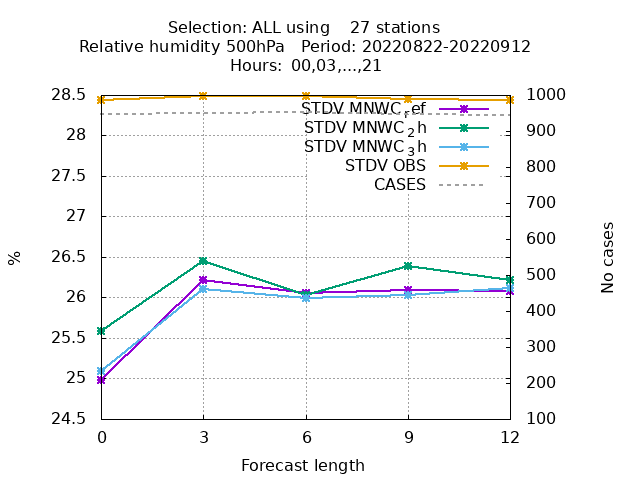 Selection: ALL using 27 stations
Relative humidity 500hPa Period: 20220822-20220912
Hours: 00,03,...,21
28.5
28
27.5
27
26.5
26
25.5
25
24.5
1000
900
800
700
600
500
400
300
200
100
STDV MNWC_ref
STDV MNWC_2h
STDV MNWC_3h
STDV OBS
CASES
%
No cases
0 3 6 9 12
Forecast length